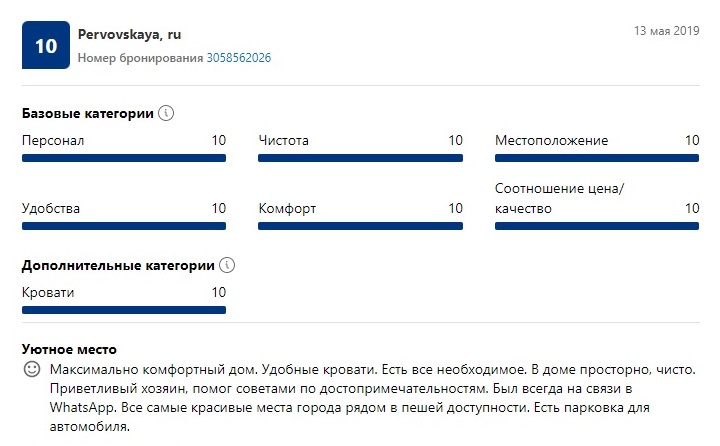 10
Pervovskaya, ru
13 мая 2019
Номер бронирования 3058562026
Базовые категории
Персонал 10
Чистота 10
Местоположение 10
Удобства 10
Комфорт 10
Соотношение цена/
качество 10
Дополнительные категории
Кровати 10
Уютное место
Максимально комфортный дом. Удобные кровати. Есть все необходимое. В доме просторно, чисто.
Приветливый хозяин, помог советами по достопримечательностям. Был всегда на связи в
WhatsApp. Все самые красивые места города рядом в пешей доступности. Есть парковка для
автомобиля.